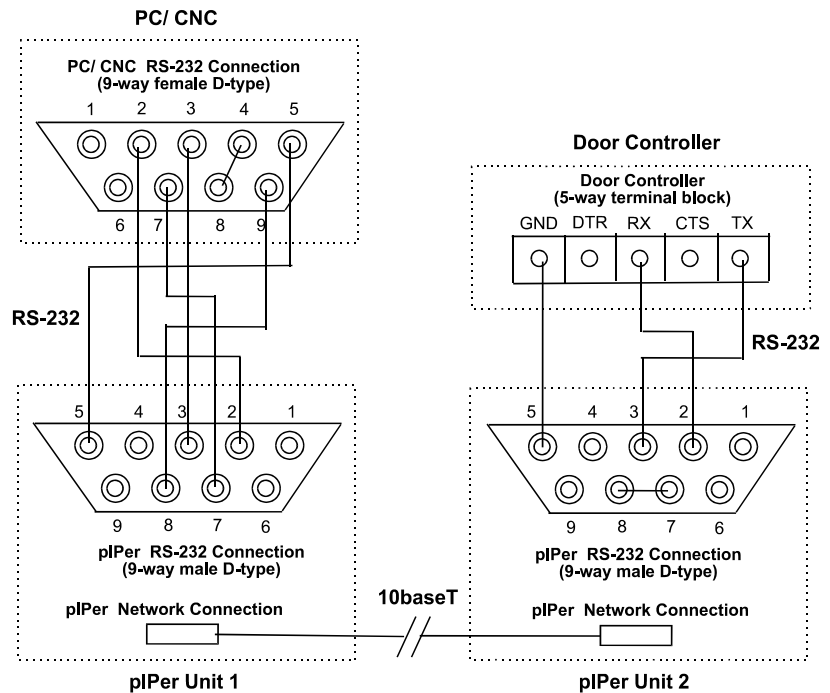 PC/ CNC
PC/ CNC RS-232 Connection
(9-way female D-type)
1 2 3 4 5
6 7 8 9
RS-232
5 4 3 2 1
9 8 7 6
pIPer RS-232 Connection
(9-way male D-type)
pIPer Network Connection
pIPer Unit 1
10baseT
Door Controller
Door Controller
(5-way terminal block)
GND DTR RX CTS TX
RS-232
5 4 3 2 1
9 8 7 6
pIPer RS-232 Connection
(9-way male D-type)
pIPer Network Connection
pIPer Unit 2